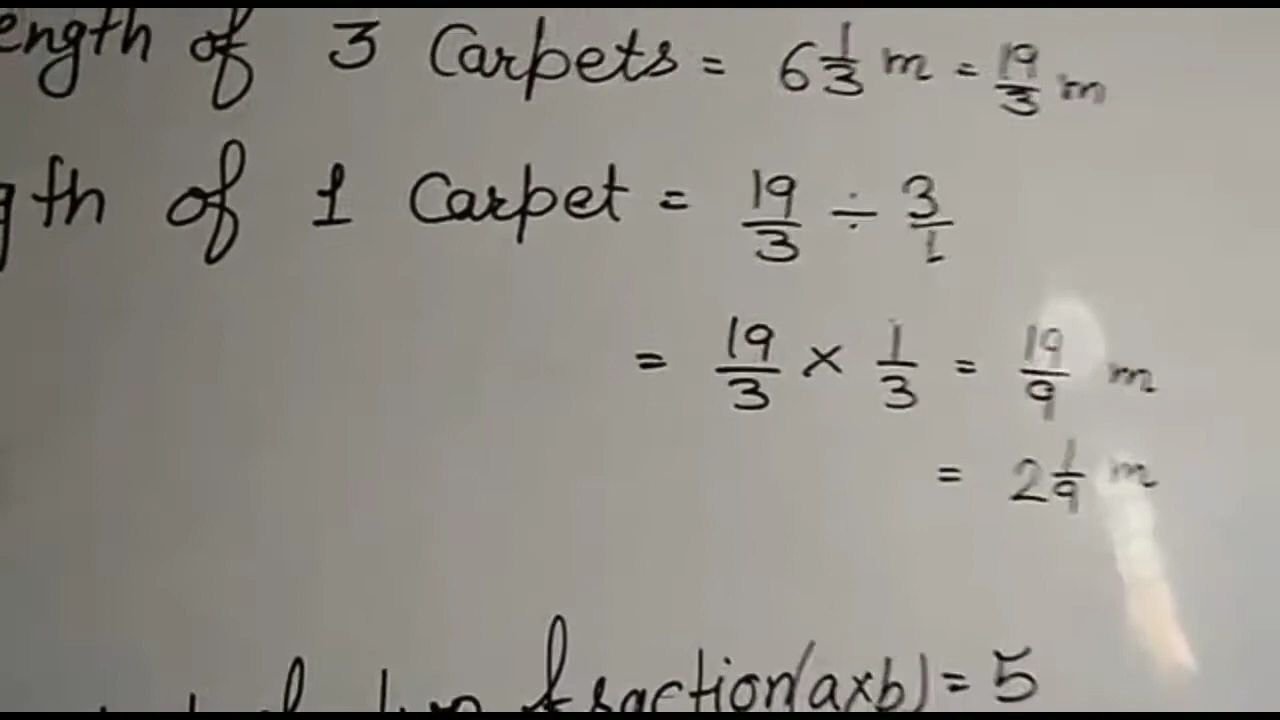 ength of 3 Carpets = 6 1/3 m = 19/3 m
gth of 1 Carpet = 19/3 ÷ 3/1
= 19/3 × 1/3 = 19/9 m
= 2 1/9 m
fraction(a×b) = 5